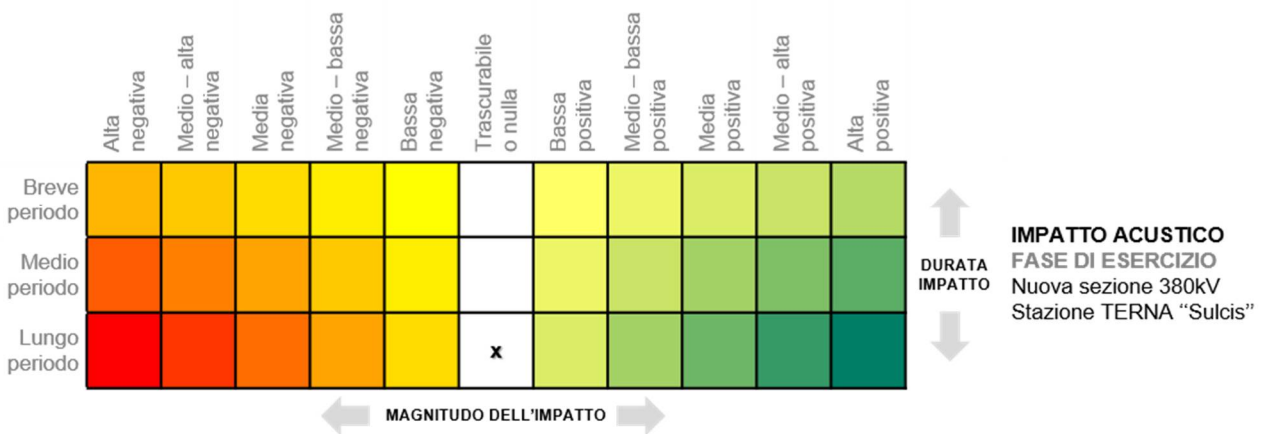 Alta
negativa
Medio – alta
negativa
Media
negativa
Medio – bassa
negativa
Bassa
negativa
Trascurabile
o nulla
Bassa
positiva
Medio – bassa
positiva
Media
positiva
Medio – alta
positiva
Alta
positiva
Breve
periodo
Medio
periodo
Lungo
periodo
x
DURATA
IMPATTO
IMPATTO ACUSTICO
FASE DI ESERCIZIO
Nuova sezione 380kV
Stazione TERNA “Sulcis”
MAGNITUDO DELL’IMPATTO